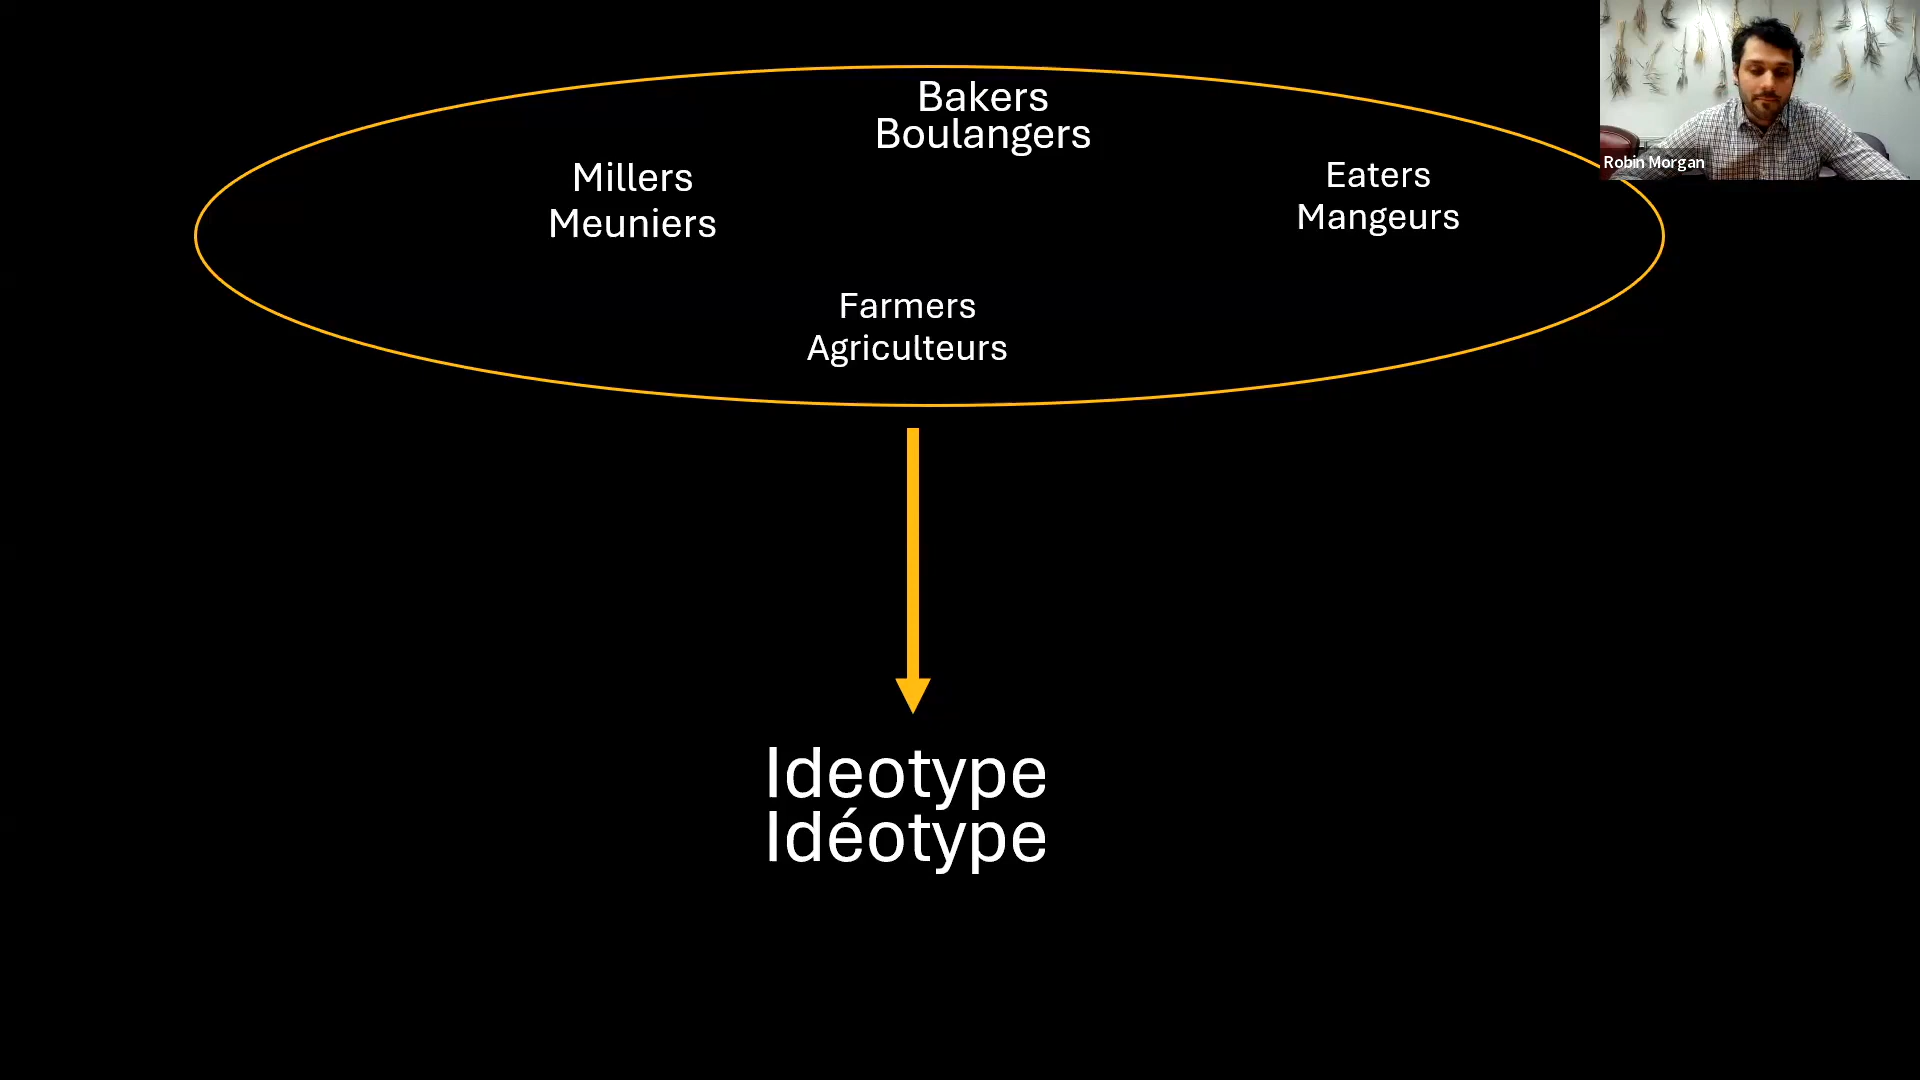 Bakers
Boulangers
Millers
Meuniers
Eaters
Mangeurs
Robin Morgan
Farmers
Agriculteurs
Ideotype
Idéotype